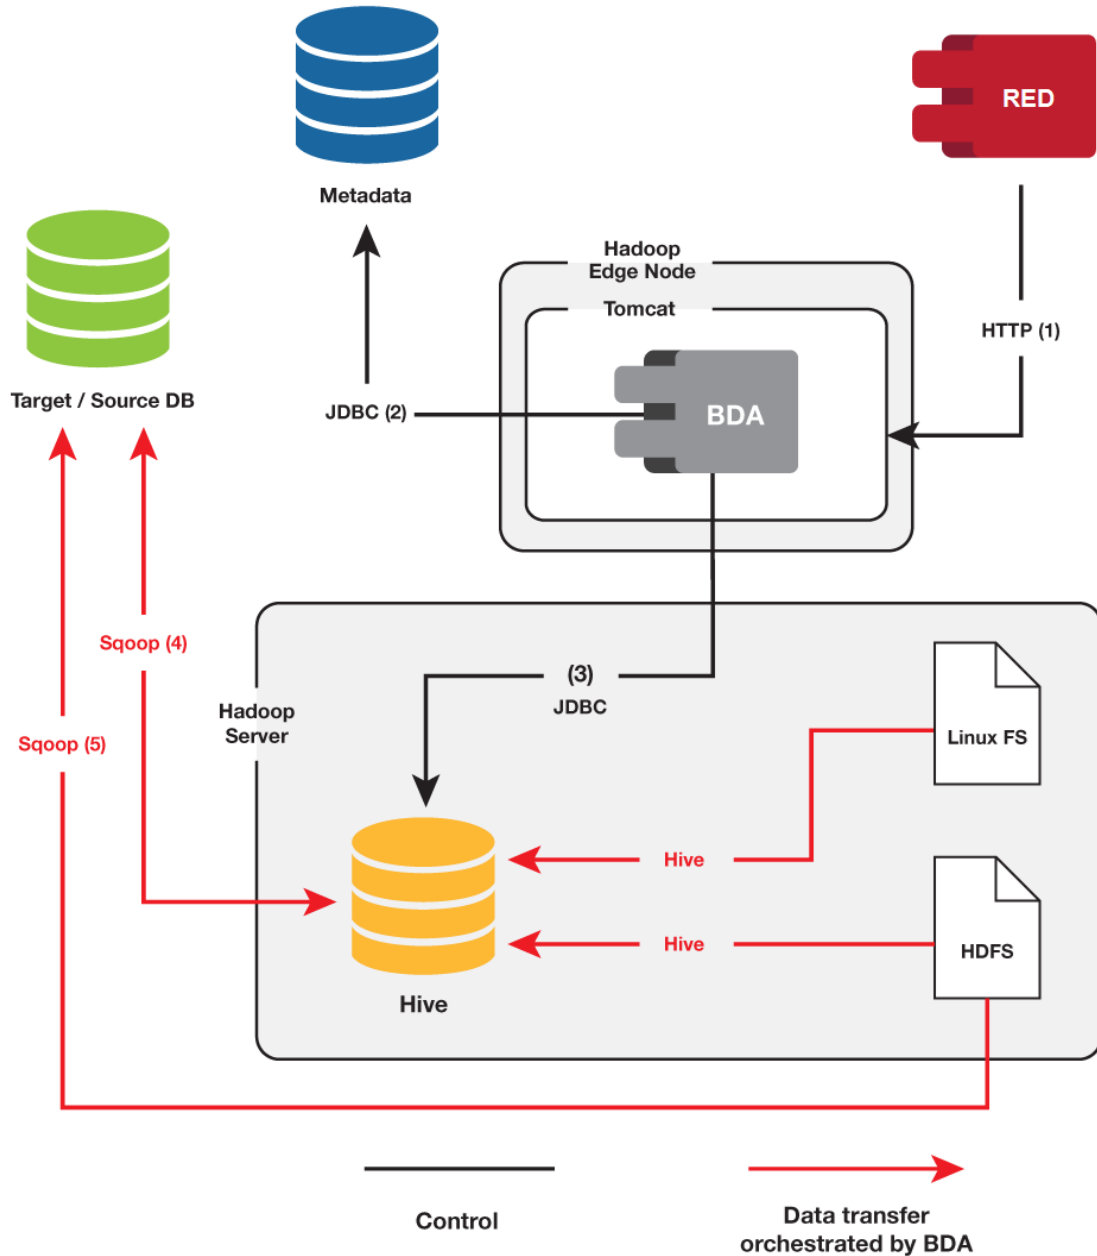 RED
Metadata
Hadoop
Edge Node
Tomcat
HTTP (1)
BDA
JDBC (2)
Target / Source DB
Sqoop (4)
(3)
JDBC
Hadoop
Server
Sqoop (5)
Linux FS
Hive
Hive
HDFS
Hive
Control
Data transfer
orchestrated by BDA